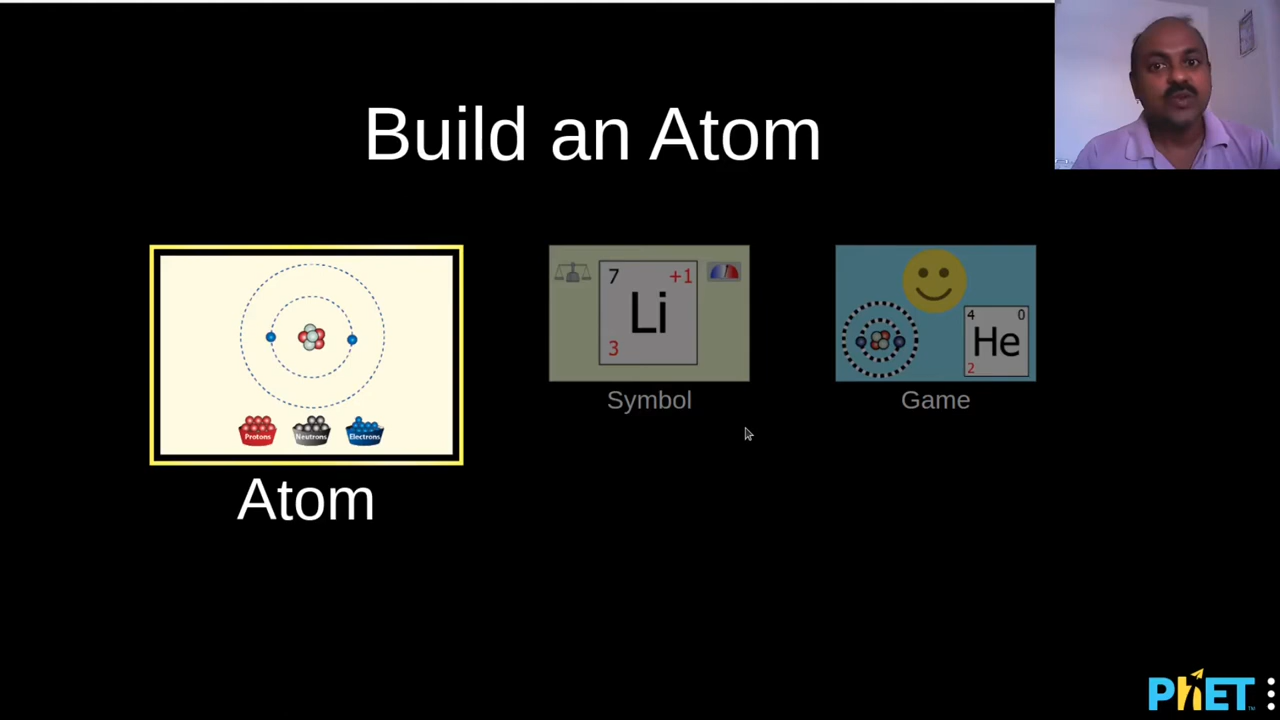 Build an Atom
7 +1
Li
3
4 0
He
2
Protons Neutrons Electrons
Symbol
Game
Atom
PhET